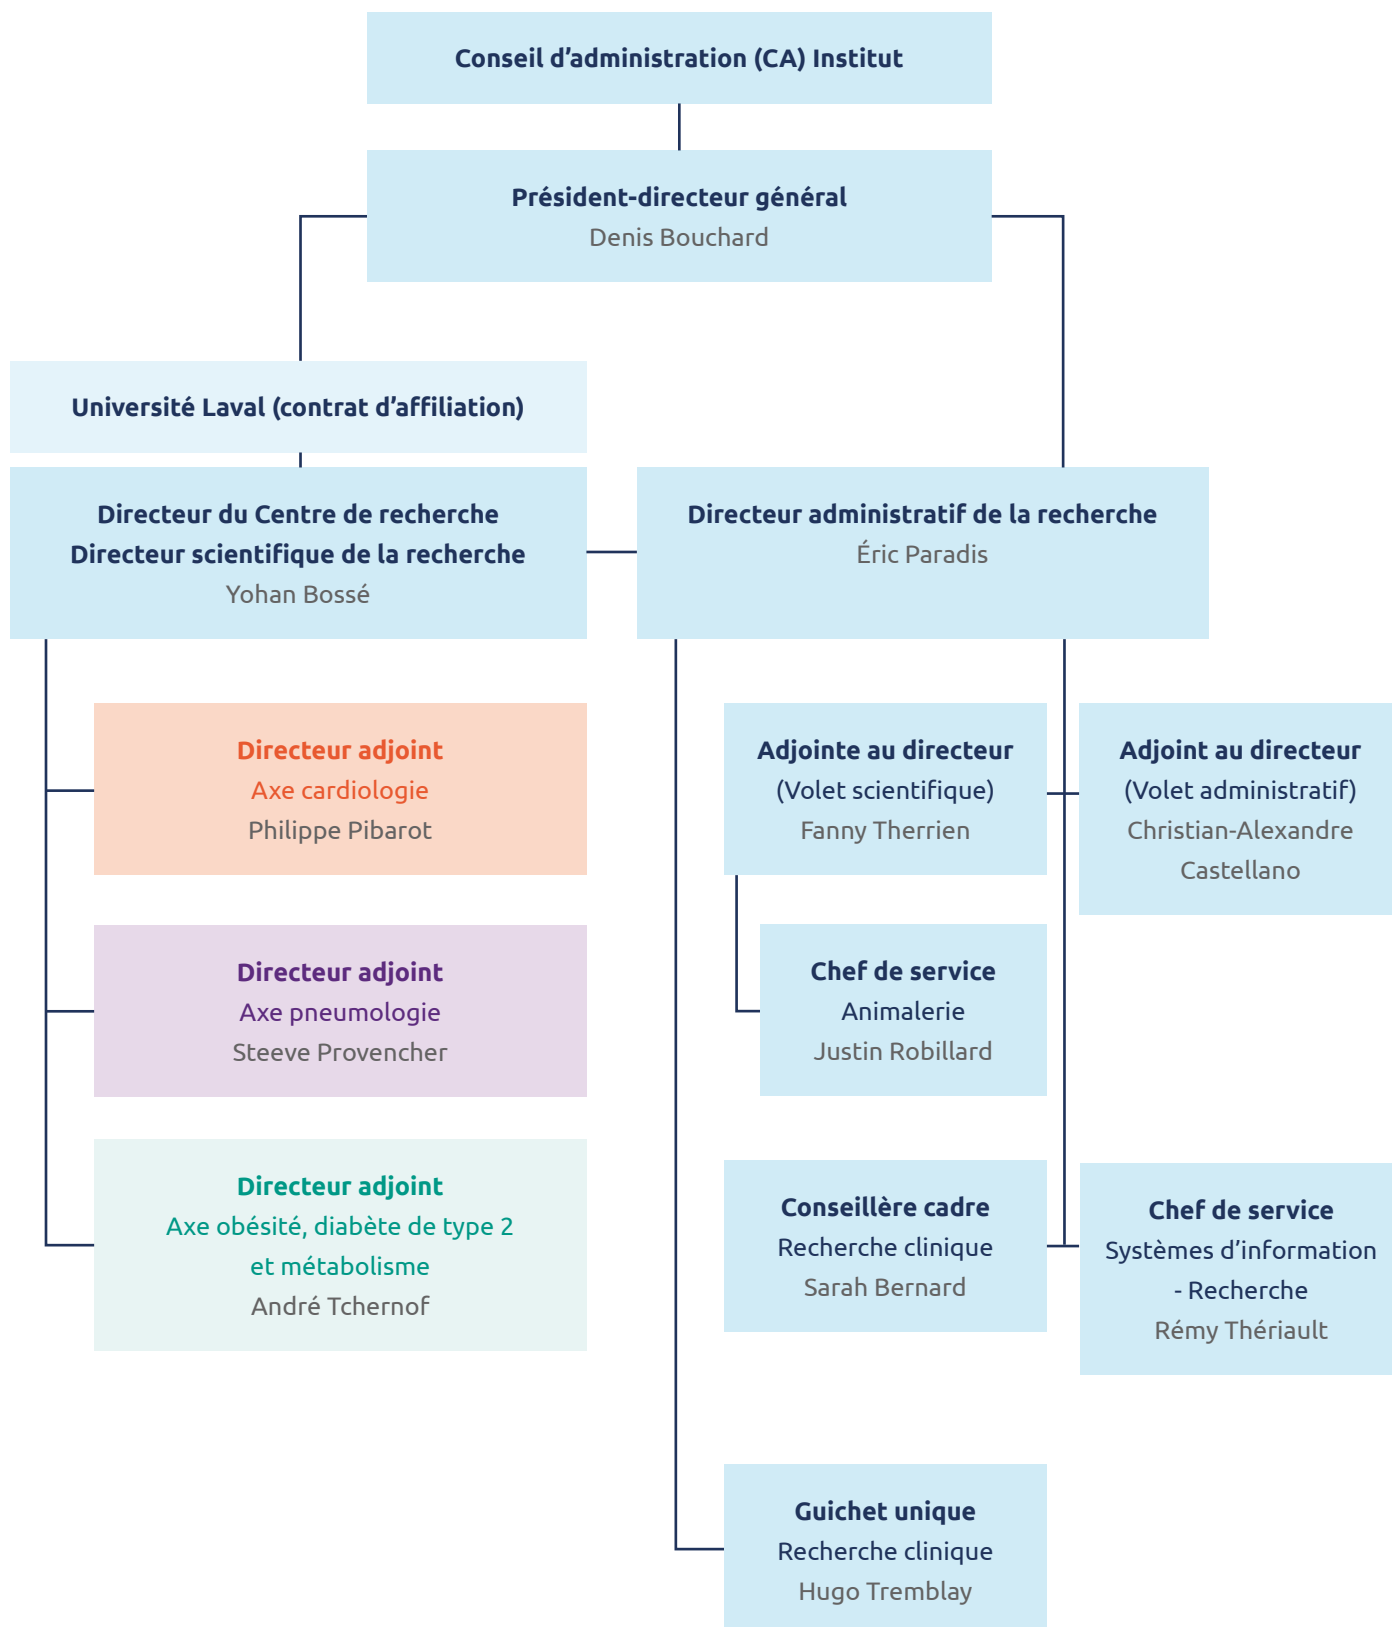 Conseil d’administration (CA) Institut
Président-directeur général
Denis Bouchard
Université Laval (contrat d’affiliation)
Directeur du Centre de recherche
Directeur scientifique de la recherche
Yohan Bossé
Directeur administratif de la recherche
Éric Paradis
Directeur adjoint
Axe cardiologie
Philippe Pibarot
Directeur adjoint
Axe pneumologie
Steeve Provencher
Directeur adjoint
Axe obésité, diabète de type 2
et métabolisme
André Tchernof
Adjointe au directeur
(Volet scientifique)
Fanny Therrien
Adjoint au directeur
(Volet administratif)
Christian-Alexandre
Castellano
Chef de service
Animalerie
Justin Robillard
Conseillère cadre
Recherche clinique
Sarah Bernard
Chef de service
Systèmes d’information
- Recherche
Rémy Thériault
Guichet unique
Recherche clinique
Hugo Tremblay